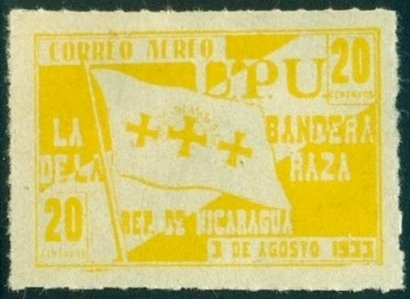 CORREO AEREO
U.P.U
20
CENTAVOS
LA BANDERA
DE LA RAZA
20
CENTAVOS
REP. DE NICARAGUA
3 DE AGOSTO 1933